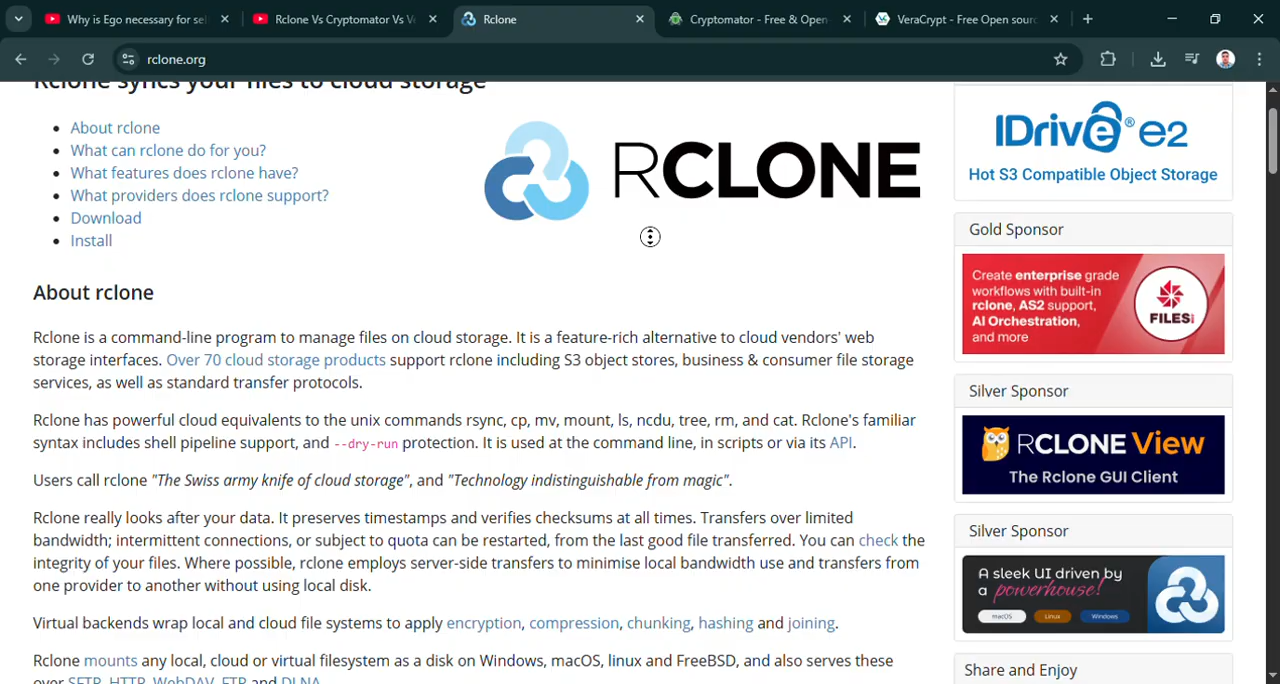 Why is Ego necessary for sel
Rclone Vs Cryptomator Vs V
Rclone
Cryptomator - Free & Open-
VeraCrypt - Free Open sourc
rclone.org
Rclone syncs your files to cloud storage
About rclone
What can rclone do for you?
What features does rclone have?
What providers does rclone support?
Download
Install
RCLONE
About rclone
Rclone is a command-line program to manage files on cloud storage. It is a feature-rich alternative to cloud vendors' web
storage interfaces. Over 70 cloud storage products support rclone including S3 object stores, business & consumer file storage
services, as well as standard transfer protocols.
Rclone has powerful cloud equivalents to the unix commands rsync, cp, mv, mount, ls, ncdu, tree, rm, and cat. Rclone's familiar
syntax includes shell pipeline support, and --dry-run protection. It is used at the command line, in scripts or via its API.
Users call rclone "The Swiss army knife of cloud storage", and "Technology indistinguishable from magic".
Rclone really looks after your data. It preserves timestamps and verifies checksums at all times. Transfers over limited
bandwidth; intermittent connections, or subject to quota can be restarted, from the last good file transferred. You can check the
integrity of your files. Where possible, rclone employs server-side transfers to minimise local bandwidth use and transfers from
one provider to another without using local disk.
Virtual backends wrap local and cloud file systems to apply encryption, compression, chunking, hashing and joining.
Rclone mounts any local, cloud or virtual filesystem as a disk on Windows, macOS, linux and FreeBSD, and also serves these
over SFTP, HTTP, WebDAV, FTP and DLNA.
IDrive® e2
Hot S3 Compatible Object Storage
Gold Sponsor
Create enterprise grade
workflows with built-in
rclone, AS2 support,
AI Orchestration,
and more
FILES.
Silver Sponsor
RCLONE View
The Rclone GUI Client
Silver Sponsor
A sleek UI driven by
a powerhouse!
macOS Linux Windows
Share and Enjoy